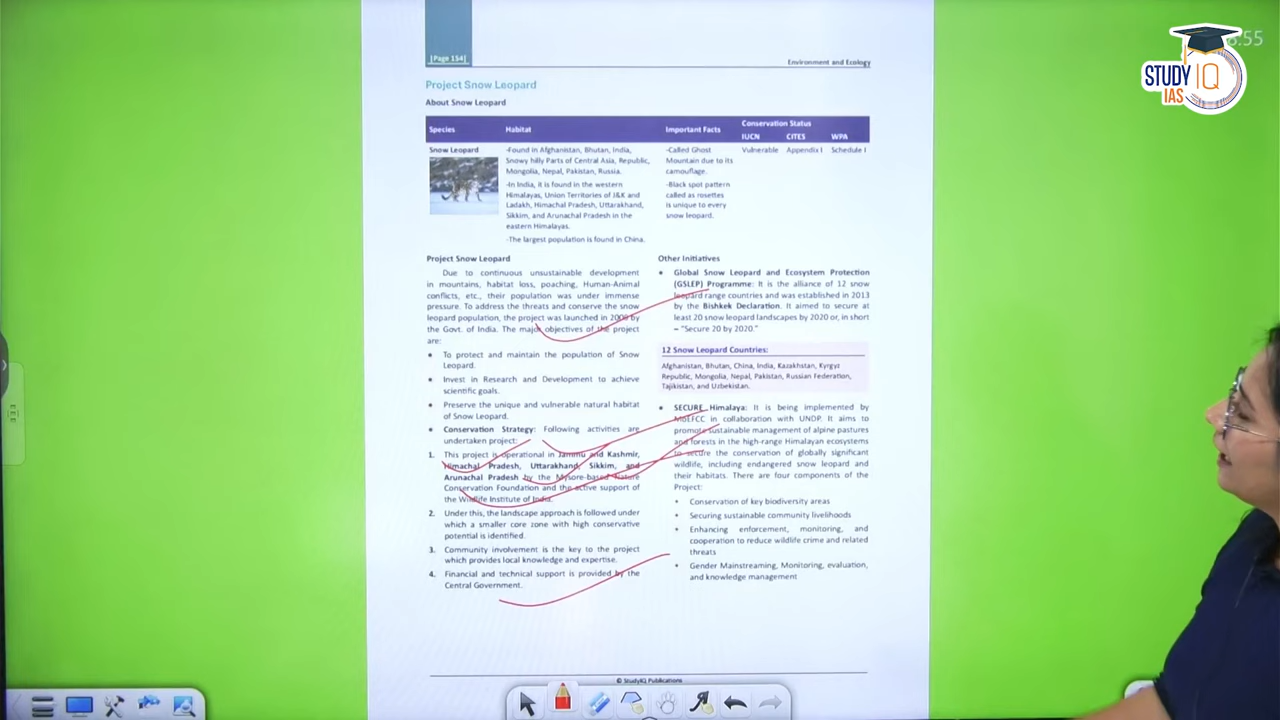 STUDY IQ
IAS
:55
|Page 154|
Environment and Ecology
Project Snow Leopard
About Snow Leopard
Species Habitat Important Facts Conservation Status
IUCN CITES WPA
Snow Leopard
-Found in Afghanistan, Bhutan, India,
Snowy hilly Parts of Central Asia, Republic,
Mongolia, Nepal, Pakistan, Russia.
-In India, it is found in the western
Himalayas, Union Territories of J&K and
Ladakh, Himachal Pradesh, Uttarakhand,
Sikkim, and Arunachal Pradesh in the
eastern Himalayas.
-The largest population is found in China.
-Called Ghost
Mountain due to its
camouflage.
-Black spot pattern
called as rosettes
is unique to every
snow leopard.
Vulnerable Appendix I Schedule I
Project Snow Leopard
Due to continuous unsustainable development
in mountains, habitat loss, poaching, Human-Animal
conflicts, etc., their population was under immense
pressure. To address the threats and conserve the snow
leopard population, the project was launched in 2009 by
the Govt. of India. The major objectives of the project
are:
• To protect and maintain the population of Snow
Leopard.
• Invest in Research and Development to achieve
scientific goals.
• Preserve the unique and vulnerable natural habitat
of Snow Leopard.
• Conservation Strategy: Following activities are
undertaken project:
1. This project is operational in Jammu and Kashmir,
Himachal Pradesh, Uttarakhand, Sikkim, and
Arunachal Pradesh by the Mysore-based Nature
Conservation Foundation and the active support of
the Wildlife Institute of India.
2. Under this, the landscape approach is followed under
which a smaller core zone with high conservative
potential is identified.
3. Community involvement is the key to the project
which provides local knowledge and expertise.
4. Financial and technical support is provided by the
Central Government.
Other Initiatives
• Global Snow Leopard and Ecosystem Protection
(GSLEP) Programme: It is the alliance of 12 snow
leopard range countries and was established in 2013
by the Bishkek Declaration. It aimed to secure at
least 20 snow leopard landscapes by 2020 or, in short
– "Secure 20 by 2020."
12 Snow Leopard Countries:
Afghanistan, Bhutan, China, India, Kazakhstan, Kyrgyz
Republic, Mongolia, Nepal, Pakistan, Russian Federation,
Tajikistan, and Uzbekistan.
• SECURE Himalaya: It is being implemented by
MoEFCC in collaboration with UNDP. It aims to
promote sustainable management of alpine pastures
and forests in the high-range Himalayan ecosystems
to secure the conservation of globally significant
wildlife, including endangered snow leopard and
their habitats. There are four components of the
Project:
• Conservation of key biodiversity areas
• Securing sustainable community livelihoods
• Enhancing enforcement, monitoring, and
cooperation to reduce wildlife crime and related
threats
• Gender Mainstreaming, Monitoring, evaluation,
and knowledge management
© StudyIQ Publications